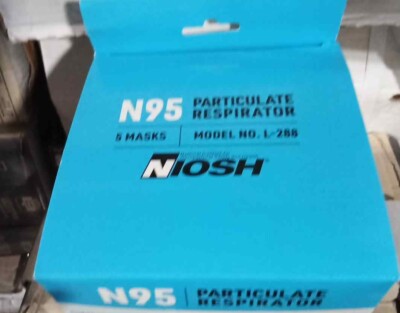 N95 PARTICULATE
RESPIRATOR
5 MASKS MODEL NO. L-288
NIOSH
N95 PARTICULATE
RESPIRATOR